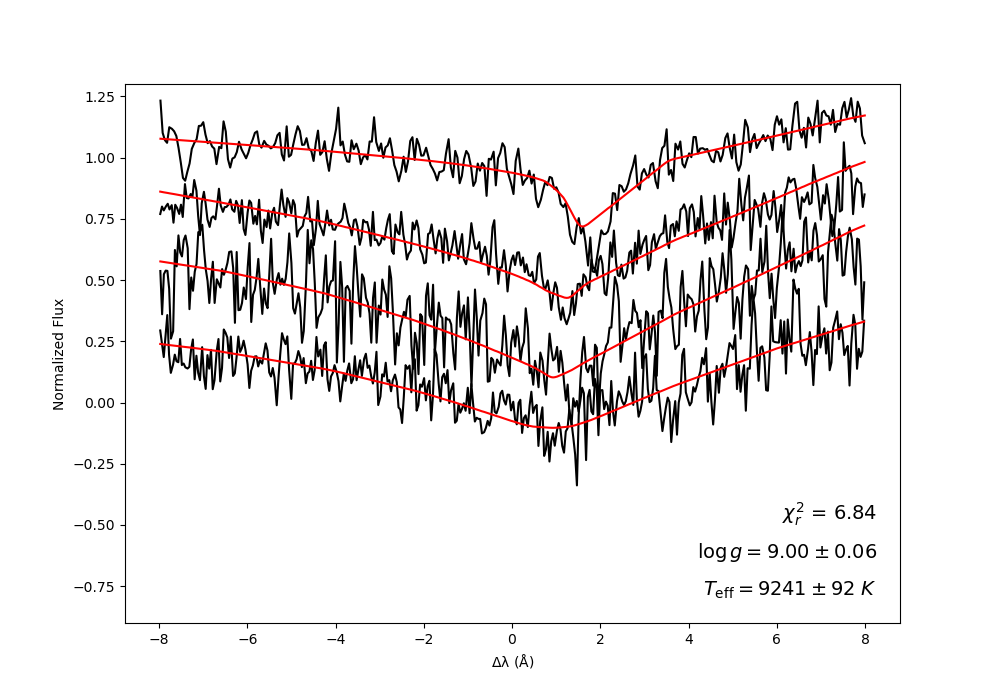 1.25
1.00
0.75
0.50
0.25
0.00
−0.25
−0.50
−0.75
Normalized Flux
χ²ᵣ = 6.84
log g = 9.00 ± 0.06
T_eff = 9241 ± 92 K
−8 −6 −4 −2 0 2 4 6 8
Δλ (Å)